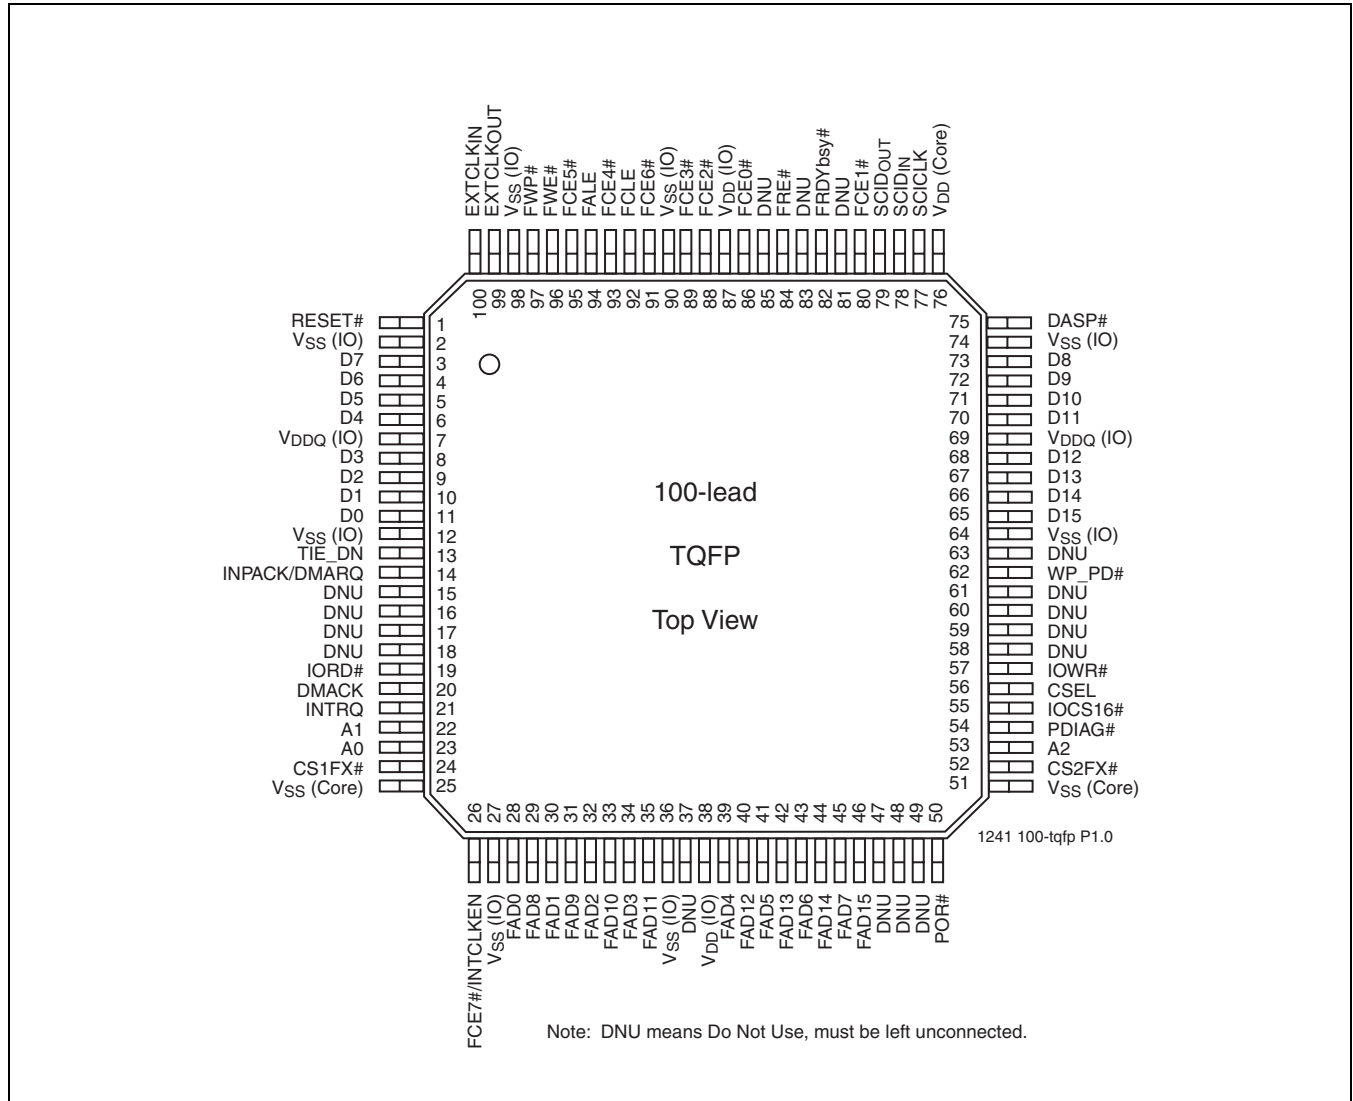 EXTCLKIN
EXTCLKOUT
VSS (IO)
FWP#
FWE#
FCE5#
FALE
FCE4#
FCLE
FCE6#
VSS (IO)
FCE3#
FCE2#
VDD (IO)
FCE0#
DNU
FRE#
DNU
FRDYbsy#
DNU
FCE1#
SCIDOUT
SCIDIN
SCICLK
VDD (Core)
100
99
98
97
96
95
94
93
92
91
90
89
88
87
86
85
84
83
82
81
80
79
78
77
76
RESET# 1
VSS (IO) 2
D7 3
D6 4
D5 5
D4 6
VDDQ (IO) 7
D3 8
D2 9
D1 10
D0 11
VSS (IO) 12
TIE_DN 13
INPACK/DMARQ 14
DNU 15
DNU 16
DNU 17
DNU 18
IORD# 19
DMACK 20
INTRQ 21
A1 22
A0 23
CS1FX# 24
VSS (Core) 25
100-lead
TQFP
Top View
75 DASP#
74 VSS (IO)
73 D8
72 D9
71 D10
70 D11
69 VDDQ (IO)
68 D12
67 D13
66 D14
65 D15
64 VSS (IO)
63 DNU
62 WP_PD#
61 DNU
60 DNU
59 DNU
58 DNU
57 IOWR#
56 CSEL
55 IOCS16#
54 PDIAG#
53 A2
52 CS2FX#
51 VSS (Core)
26
27
28
29
30
31
32
33
34
35
36
37
38
39
40
41
42
43
44
45
46
47
48
49
50
1241 100-tqfp P1.0
FCE7#/INTCLKEN
VSS (IO)
FAD0
FAD8
FAD1
FAD9
FAD2
FAD10
FAD3
FAD11
VSS (IO)
DNU
VDD (IO)
FAD4
FAD12
FAD5
FAD13
FAD6
FAD14
FAD7
FAD15
DNU
DNU
DNU
POR#
Note: DNU means Do Not Use, must be left unconnected.